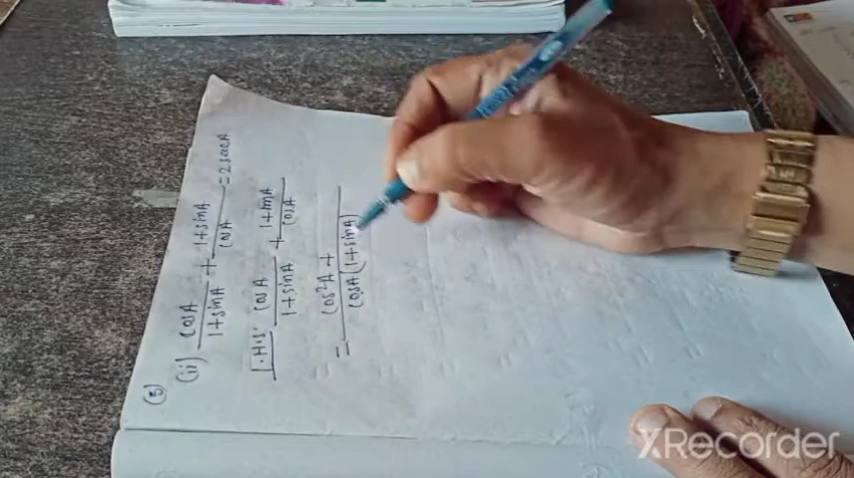 (5)
(ii) cosA/1+sinA + 1+sinA/cosA = 2secA
L.H.S. cosA/1+sinA + 1+sinA/cosA
= cos²A + / cosA(1+sinA)
XRecorder